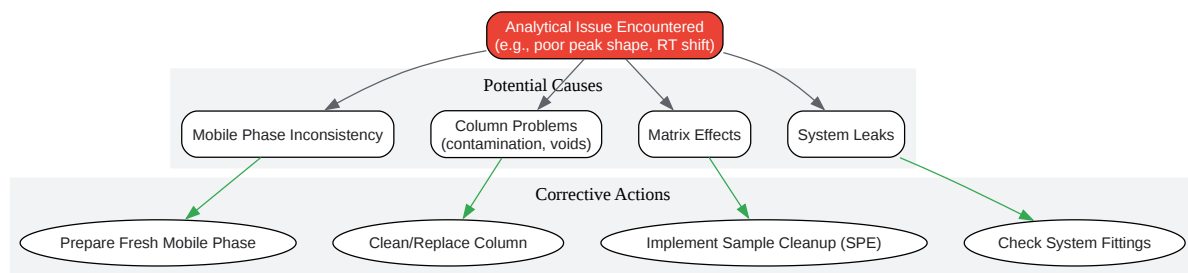 Analytical Issue Encountered
(e.g., poor peak shape, RT shift)
Potential Causes
Mobile Phase Inconsistency
Column Problems
(contamination, voids)
Matrix Effects
System Leaks
Corrective Actions
Prepare Fresh Mobile Phase
Clean/Replace Column
Implement Sample Cleanup (SPE)
Check System Fittings